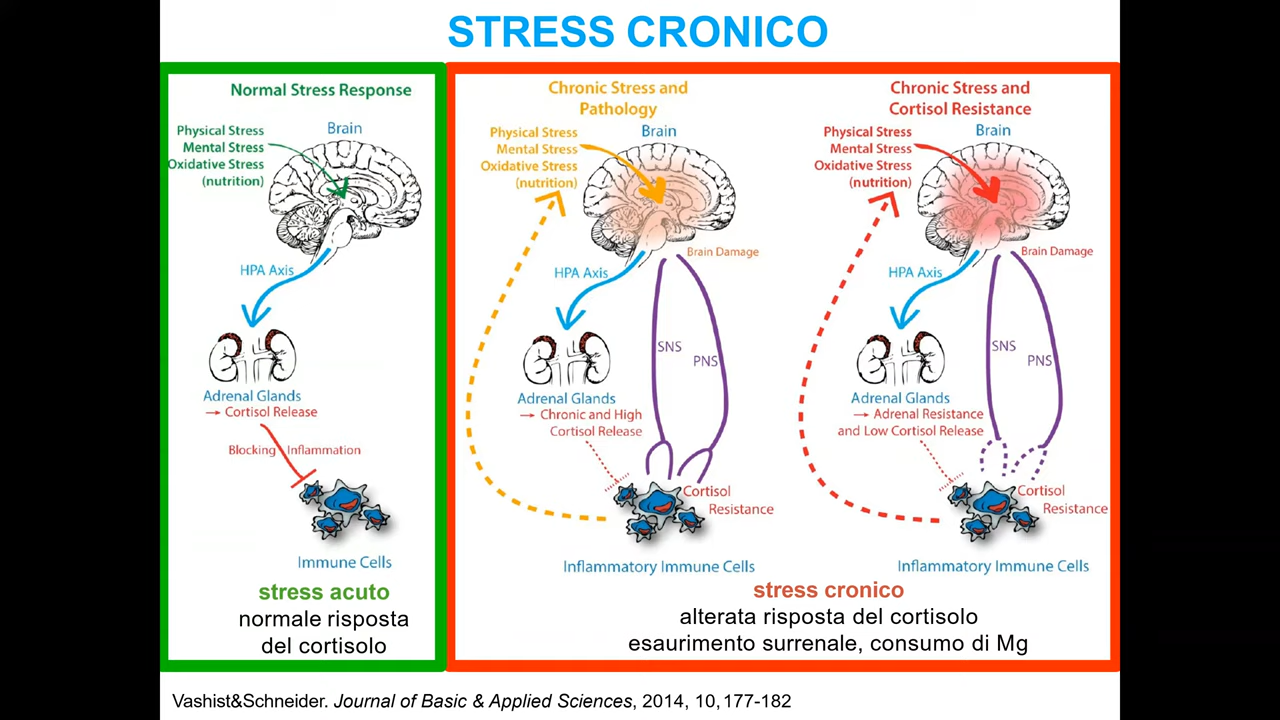 STRESS CRONICO
Normal Stress Response
Physical Stress
Mental Stress
Oxidative Stress
(nutrition)
Brain
HPA Axis
Adrenal Glands
→ Cortisol Release
Blocking Inflammation
Immune Cells
stress acuto
normale risposta
del cortisolo
Chronic Stress and
Pathology
Physical Stress
Mental Stress
Oxidative Stress
(nutrition)
Brain
Brain Damage
HPA Axis
SNS
PNS
Adrenal Glands
→ Chronic and High
Cortisol Release
Cortisol
Resistance
Inflammatory Immune Cells
Chronic Stress and
Cortisol Resistance
Physical Stress
Mental Stress
Oxidative Stress
(nutrition)
Brain
Brain Damage
HPA Axis
SNS
PNS
Adrenal Glands
→ Adrenal Resistance
and Low Cortisol Release
Cortisol
Resistance
Inflammatory Immune Cells
stress cronico
alterata risposta del cortisolo
esaurimento surrenale, consumo di Mg
Vashist&Schneider. Journal of Basic & Applied Sciences, 2014, 10, 177-182